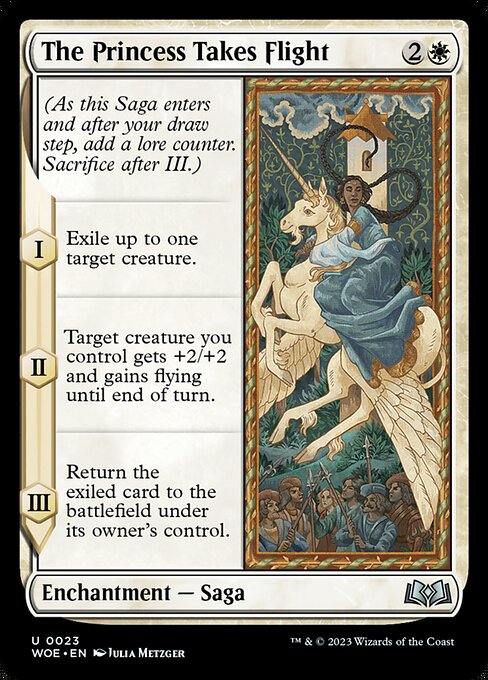 The Princess Takes Flight 2
(As this Saga enters
and after your draw
step, add a lore counter.
Sacrifice after III.)
I
Exile up to one
target creature.
II
Target creature you
control gets +2/+2
and gains flying
until end of turn.
III
Return the
exiled card to the
battlefield under
its owner's control.
Enchantment — Saga
U 0023
WOE • EN Julia Metzger
™ & © 2023 Wizards of the Coast